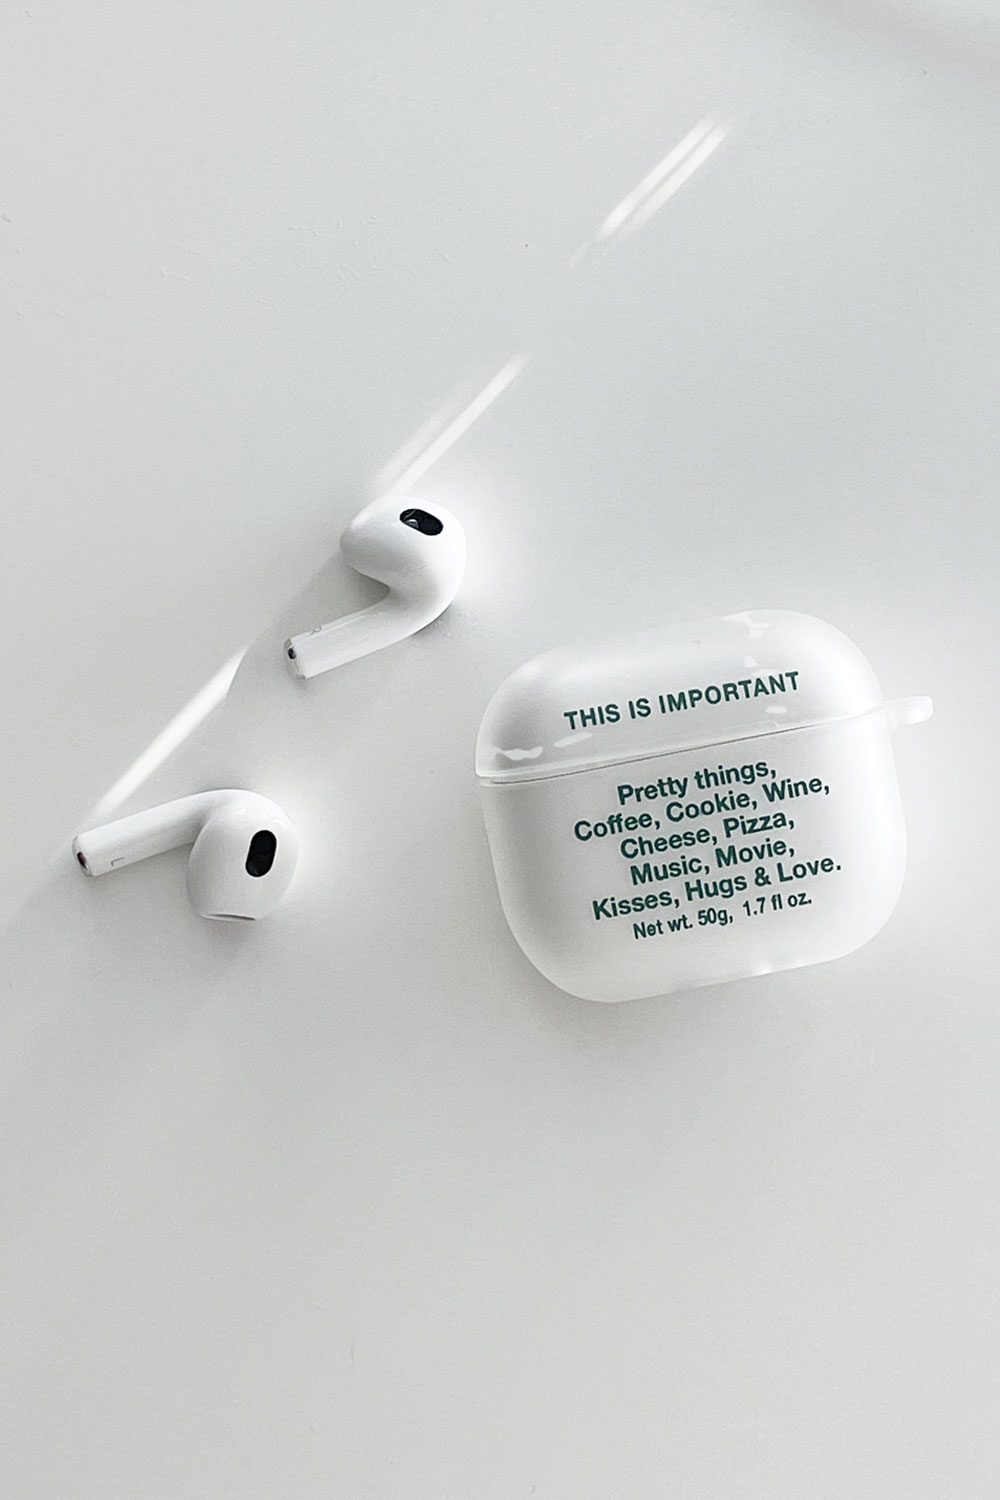 THIS IS IMPORTANT
Pretty things,
Coffee, Cookie, Wine,
Cheese, Pizza,
Music, Movie,
Kisses, Hugs & Love.
Net wt. 50g, 1.7 fl oz.
L